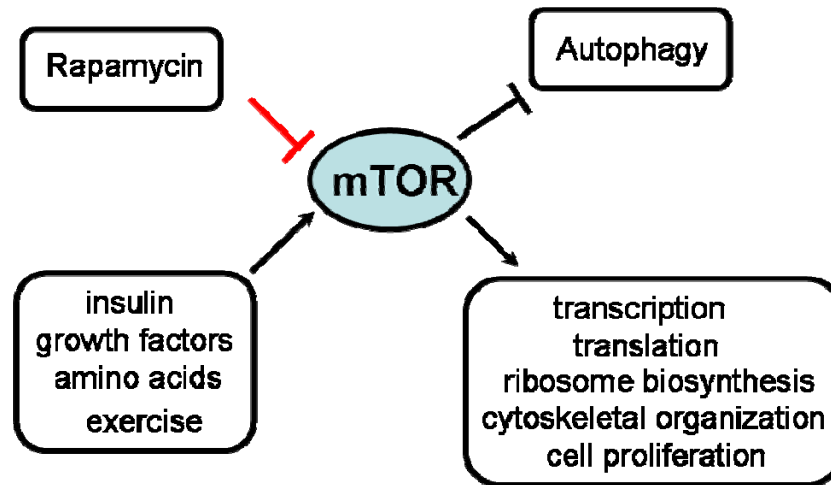 Rapamycin
Autophagy
mTOR
insulin
growth factors
amino acids
exercise
transcription
translation
ribosome biosynthesis
cytoskeletal organization
cell proliferation